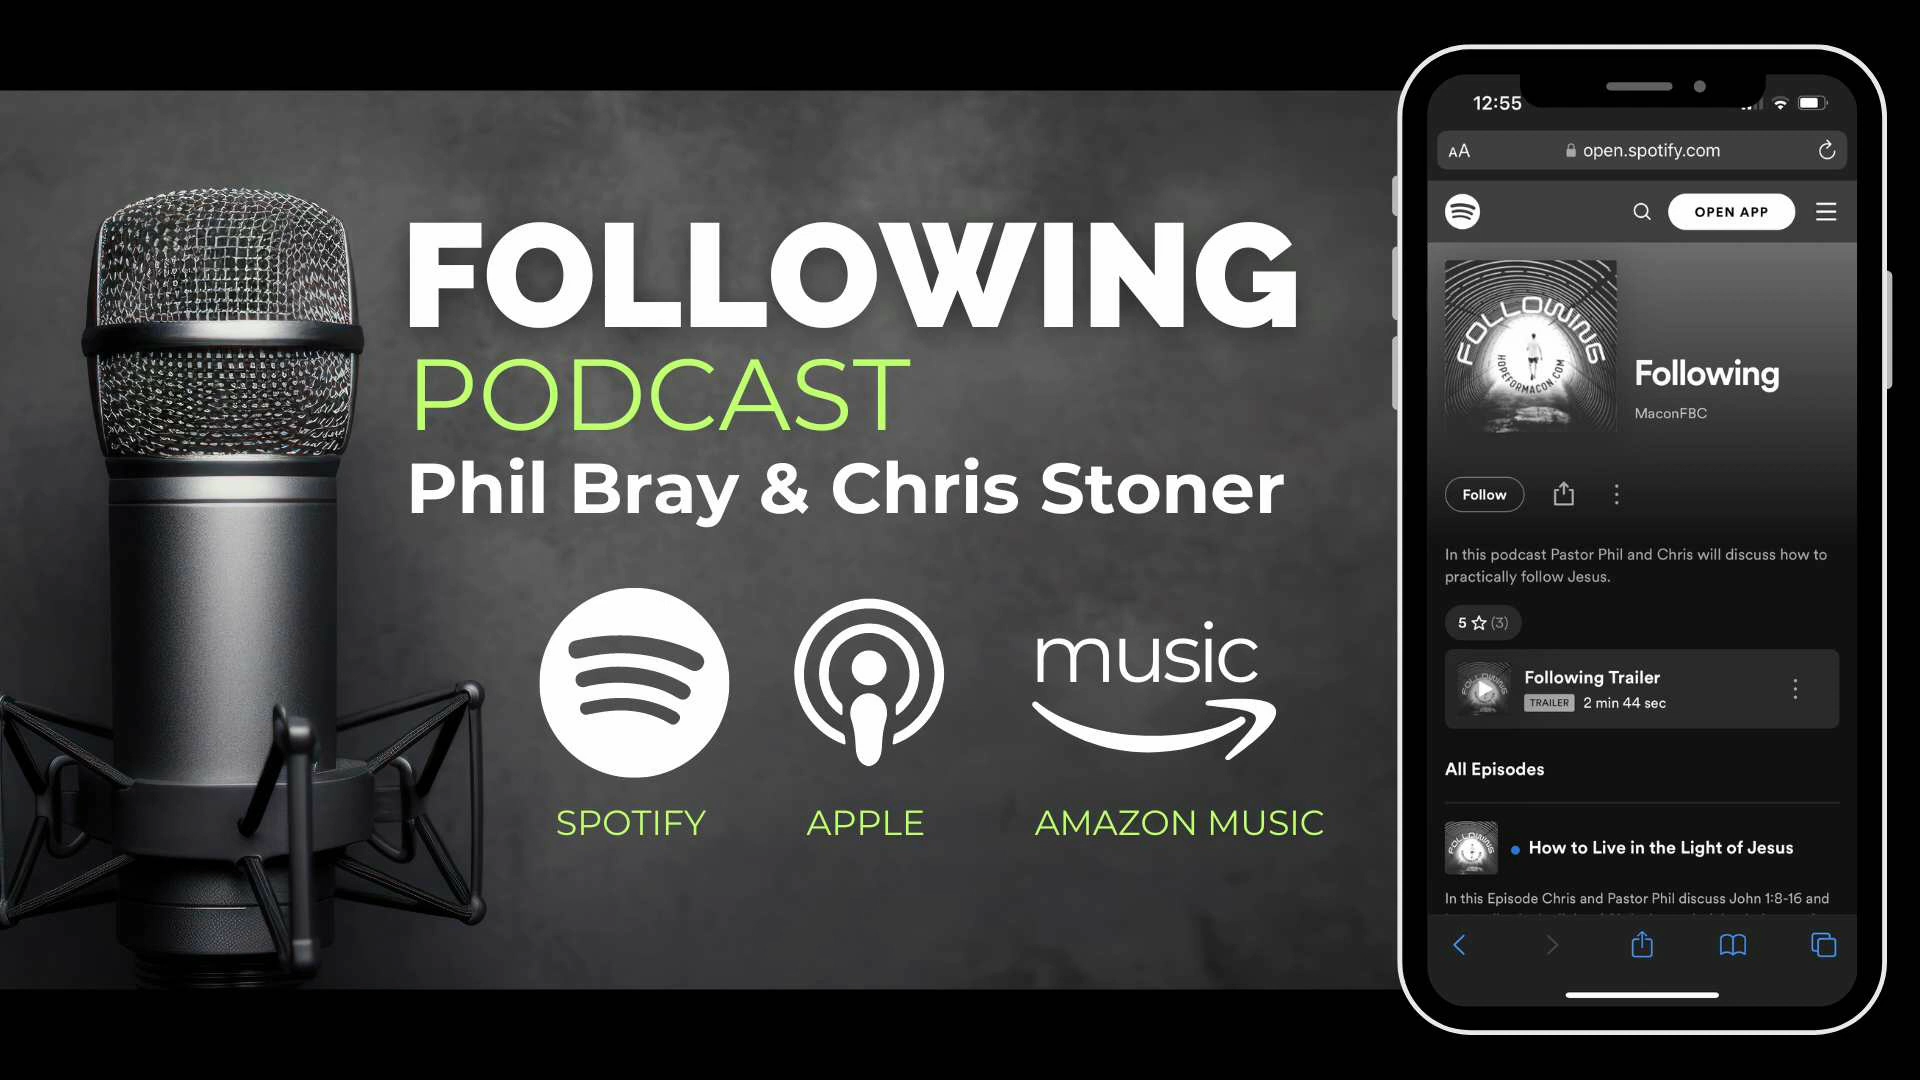 FOLLOWING
PODCAST
Phil Bray & Chris Stoner
music
SPOTIFY
APPLE
AMAZON MUSIC
12:55
AA
open.spotify.com
OPEN APP
FOLLOWING
HOPEFORMACON.COM
Following
MaconFBC
Follow
In this podcast Pastor Phil and Chris will discuss how to
practically follow Jesus.
5 ☆ (3)
FOLLOWING
Following Trailer
TRAILER 2 min 44 sec
All Episodes
FOLLOWING
How to Live in the Light of Jesus
In this Episode Chris and Pastor Phil discuss John 1:8-16 and